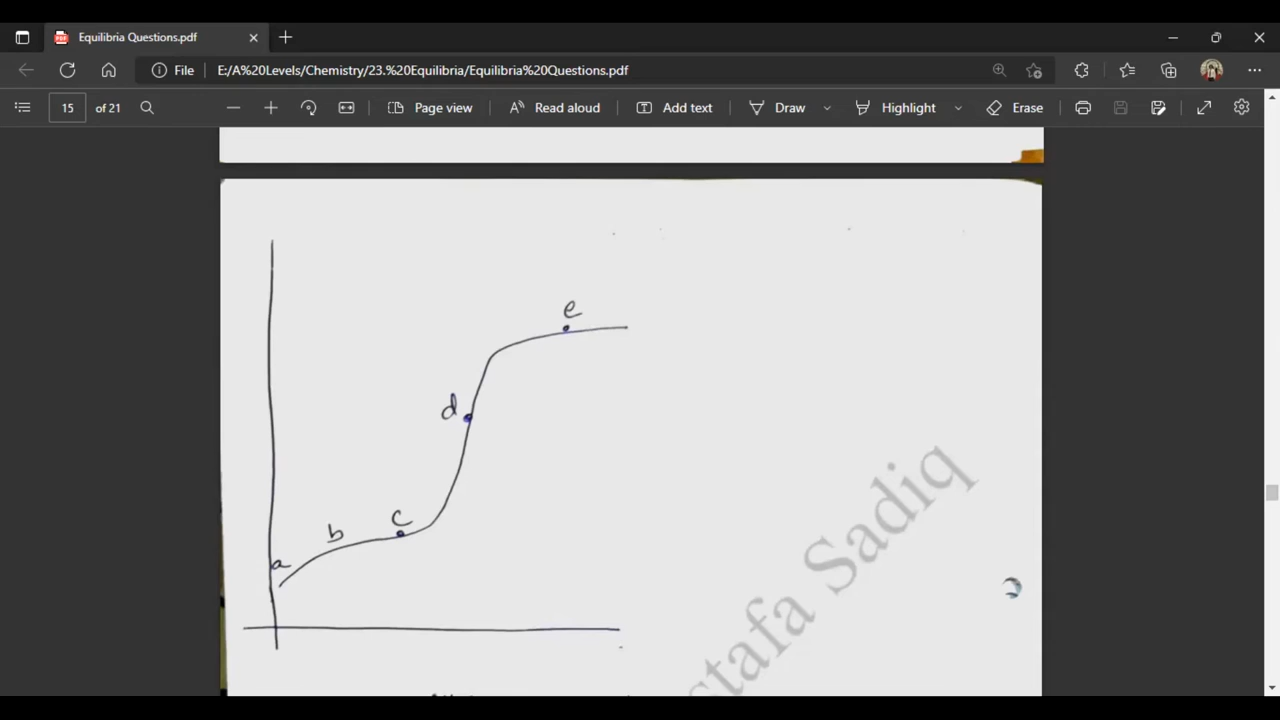 Equilibria Questions.pdf
File E:/A%20Levels/Chemistry/23.%20Equilibria/Equilibria%20Questions.pdf
15 of 21 Page view Read aloud Add text Draw Highlight Erase
e
d
c
b
a
stafa Sadiq